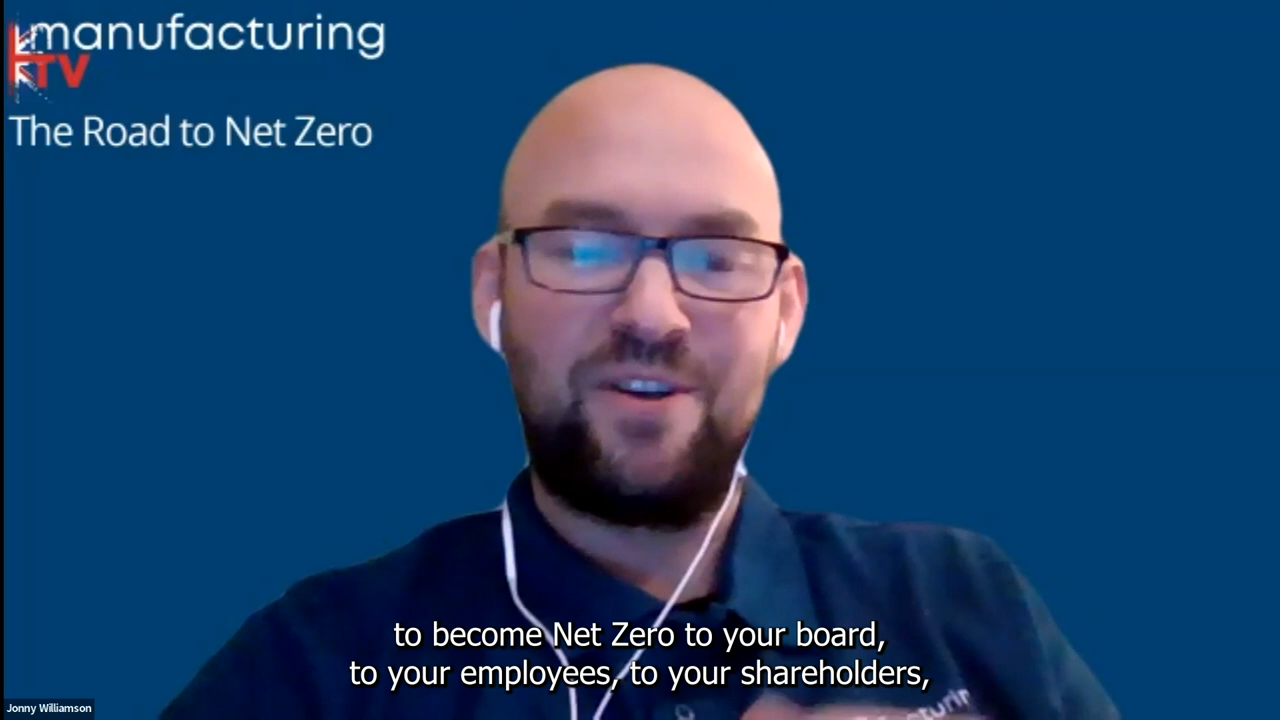 manufacturing
TV
The Road to Net Zero
to become Net Zero to your board,
to your employees, to your shareholders,
Jonny Williamson